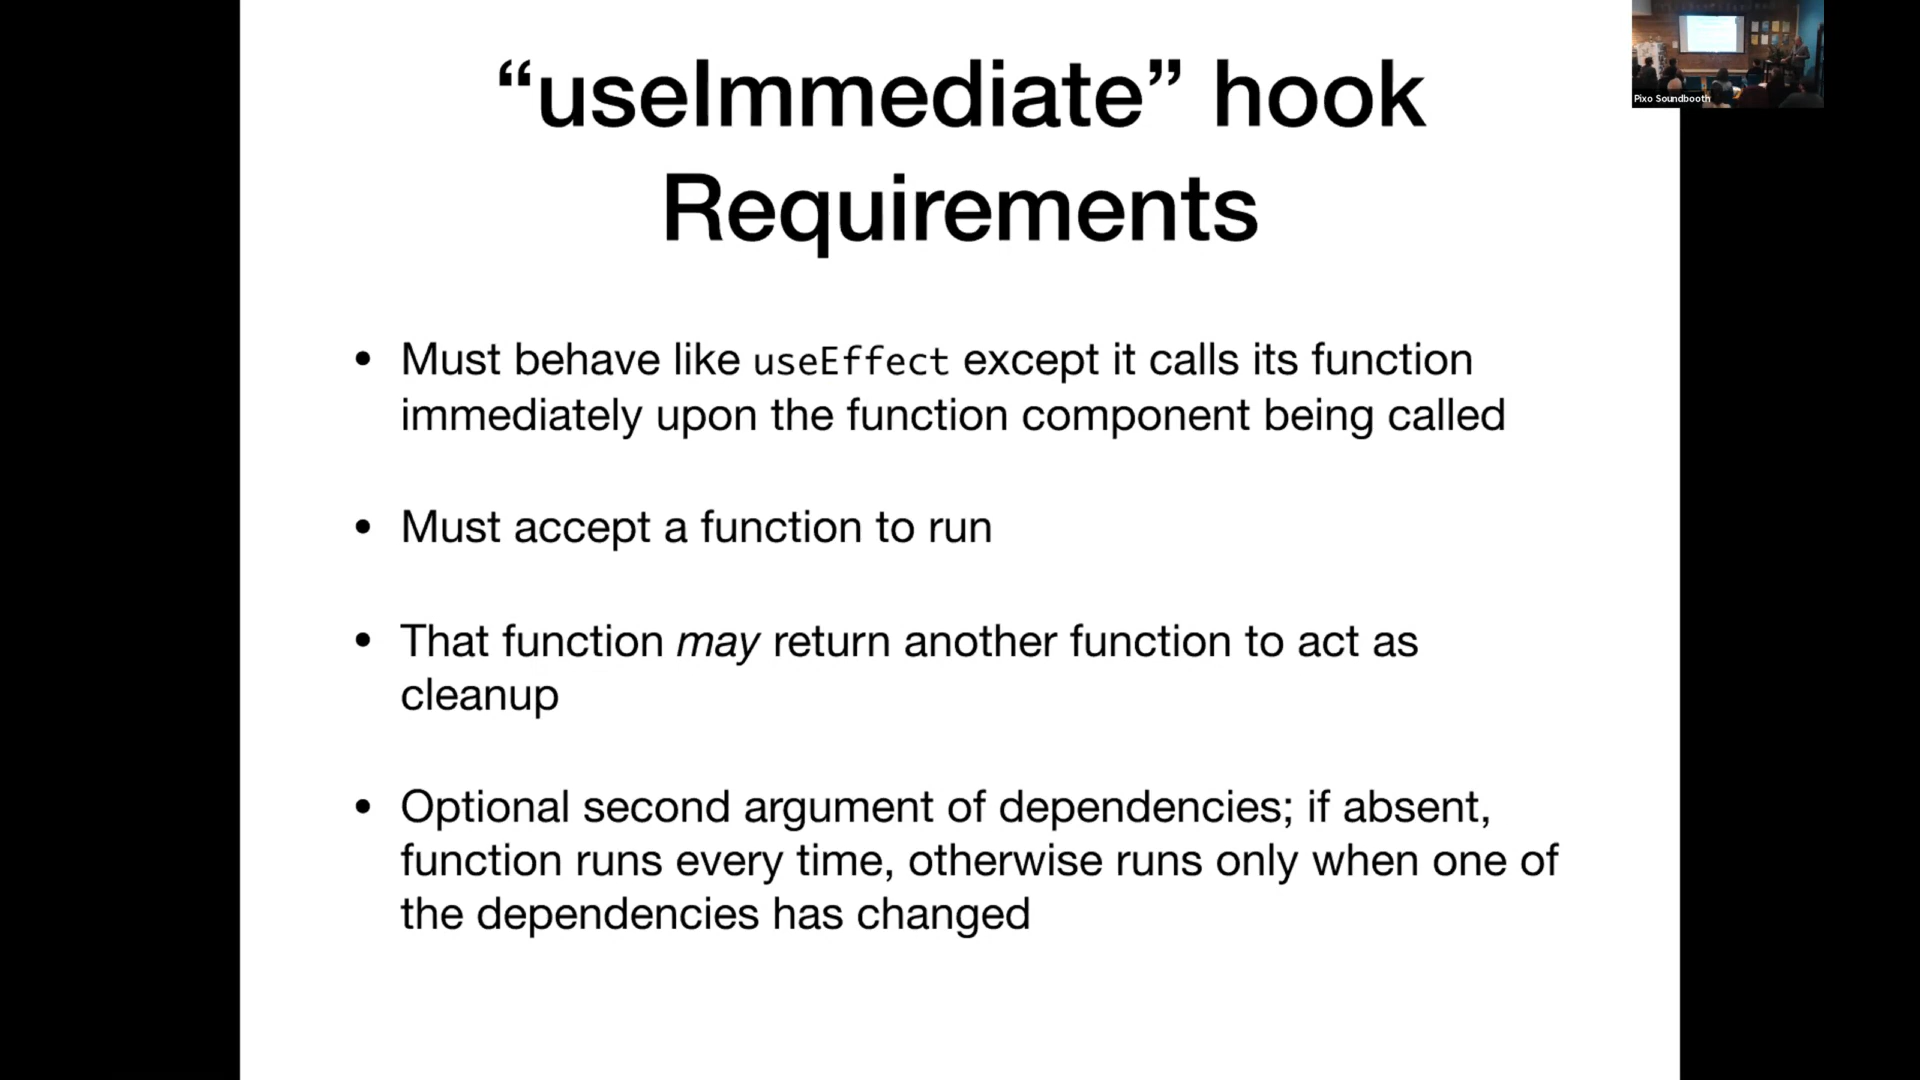 “useImmediate” hook
Requirements
• Must behave like useEffect except it calls its function
immediately upon the function component being called
• Must accept a function to run
• That function may return another function to act as
cleanup
• Optional second argument of dependencies; if absent,
function runs every time, otherwise runs only when one of
the dependencies has changed
Pixo Soundbooth